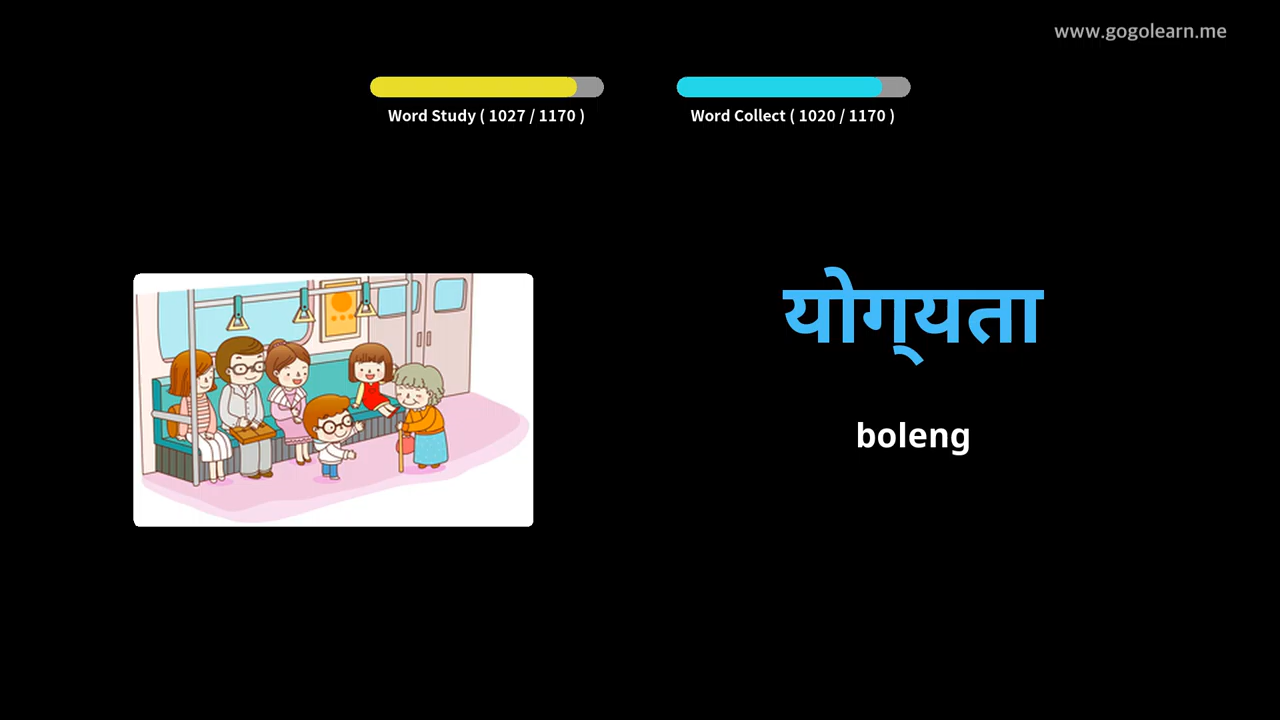 www.gogolearn.me
Word Study ( 1027 / 1170 )
Word Collect ( 1020 / 1170 )
योग्‍यता
boleng